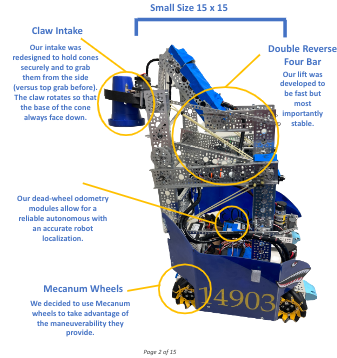 Small Size 15 x 15
Claw Intake
Our intake was
redesigned to hold cones
securely and to grab
them from the side
(versus top grab before).
The claw rotates so that
the base of the cone
always face down.
Double Reverse
Four Bar
Our lift was
developed to
be fast but
most
importantly
stable.
Our dead-wheel odometry
modules allow for a
reliable autonomous with
an accurate robot
localization.
Mecanum Wheels
We decided to use Mecanum
wheels to take advantage of
the maneuverability they
provide.
14903
Page 2 of 15